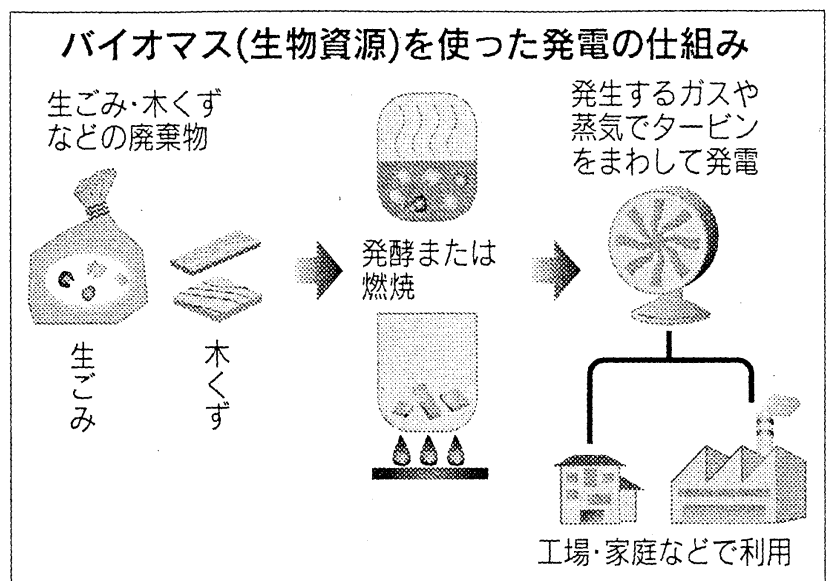 バイオマス(生物資源)を使った発電の仕組み
生ごみ･木くず
などの廃棄物
生ごみ
木くず
発酵または
燃焼
発生するガスや
蒸気でタービン
をまわして発電
工場･家庭などで利用